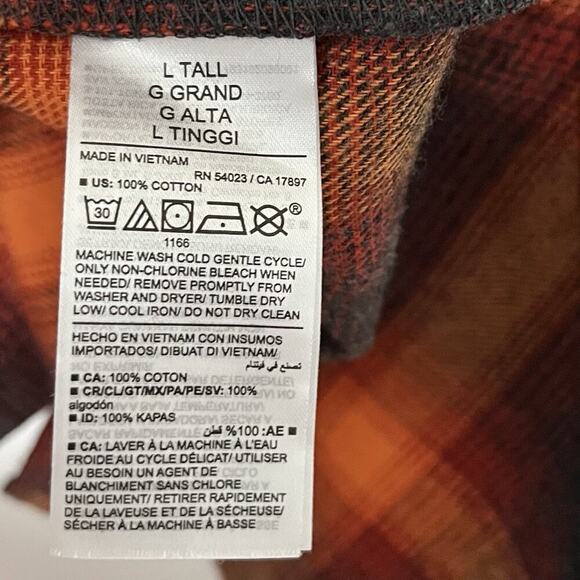 L TALL
G GRAND
G ALTA
L TINGGI
MADE IN VIETNAM
RN 54023 / CA 17897
■ US: 100% COTTON
30
®
1166
MACHINE WASH COLD GENTLE CYCLE/
ONLY NON-CHLORINE BLEACH WHEN
NEEDED/ REMOVE PROMPTLY FROM
WASHER AND DRYER/ TUMBLE DRY
LOW/ COOL IRON/ DO NOT DRY CLEAN
HECHO EN VIETNAM CON INSUMOS
IMPORTADOS/ DIBUAT DI VIETNAM/
تصنع في فيتنام
■ CA: 100% COTON
■ CR/CL/GT/MX/PA/PE/SV: 100%
algodón
■ ID: 100% KAPAS
■ AE: 100% قطن
■ CA: LAVER À LA MACHINE À L'EAU
FROIDE AU CYCLE DÉLICAT/ UTILISER
AU BESOIN UN AGENT DE
BLANCHIMENT SANS CHLORE
UNIQUEMENT/ RETIRER RAPIDEMENT
DE LA LAVEUSE ET DE LA SÉCHEUSE/
SÉCHER À LA MACHINE À BASSE